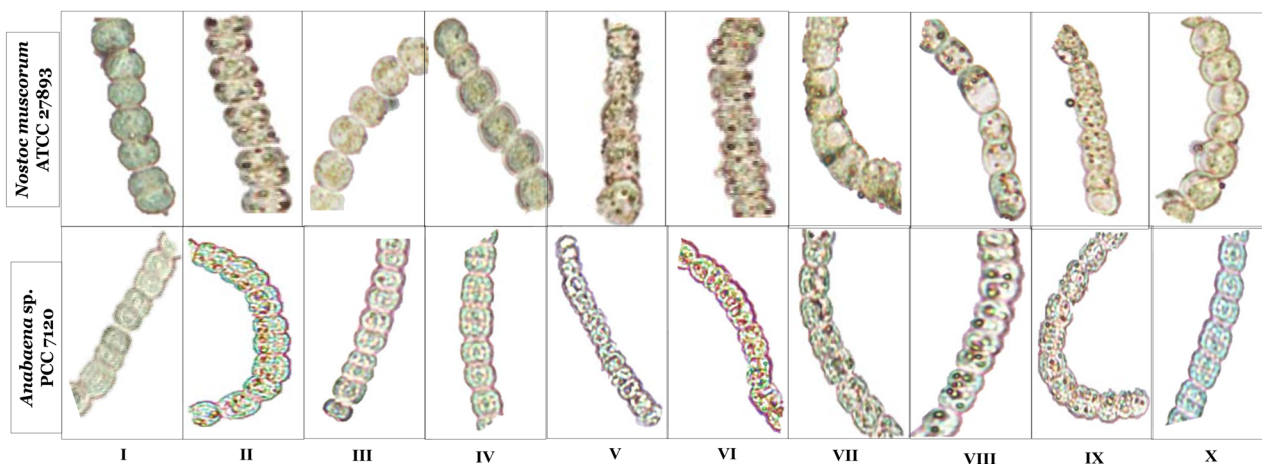 Nostoc muscorum
ATCC 27893
Anabaena sp.
PCC 7120
I II III IV V VI VII VIII IX X